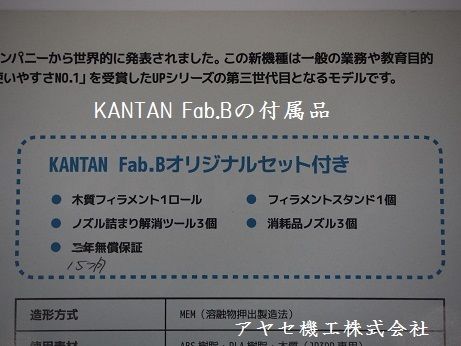 ンパニーから世界的に発表されました。この新機種は一般の業務や教育目的
使いやすさNO.1」を受賞したUPシリーズの第三世代目となるモデルです。
KANTAN Fab.Bの付属品
KANTAN Fab.Bオリジナルセット付き
● 木質フィラメント1ロール ● フィラメントスタンド1個
● ノズル詰まり解消ツール3個 ● 消耗品ノズル3個
● 年無償保証
造形方式 MEM（溶融物押出製造法）
アヤセ機工株式会社